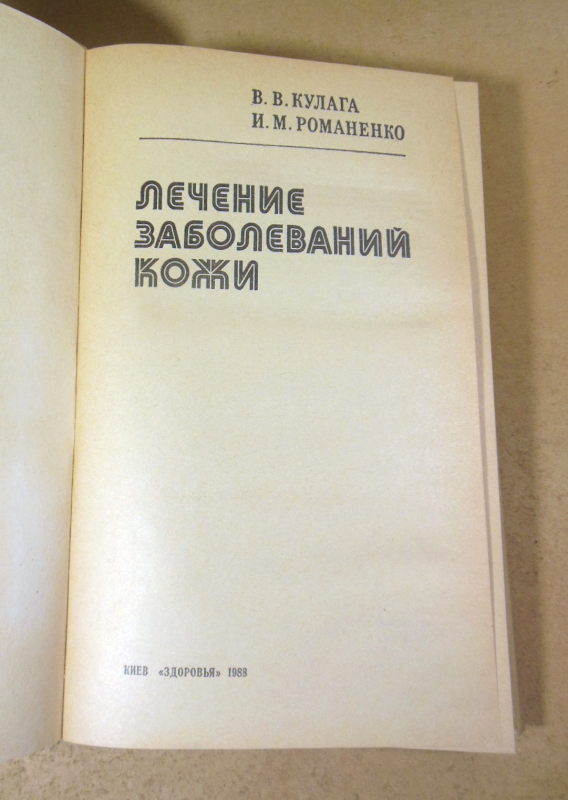 В. В. КУЛАГА
И. М. РОМАНЕНКО
ЛЕЧЕНИЕ
ЗАБОЛЕВАНИЙ
КОЖИ
КИЕВ «ЗДОРОВЬЯ» 1988